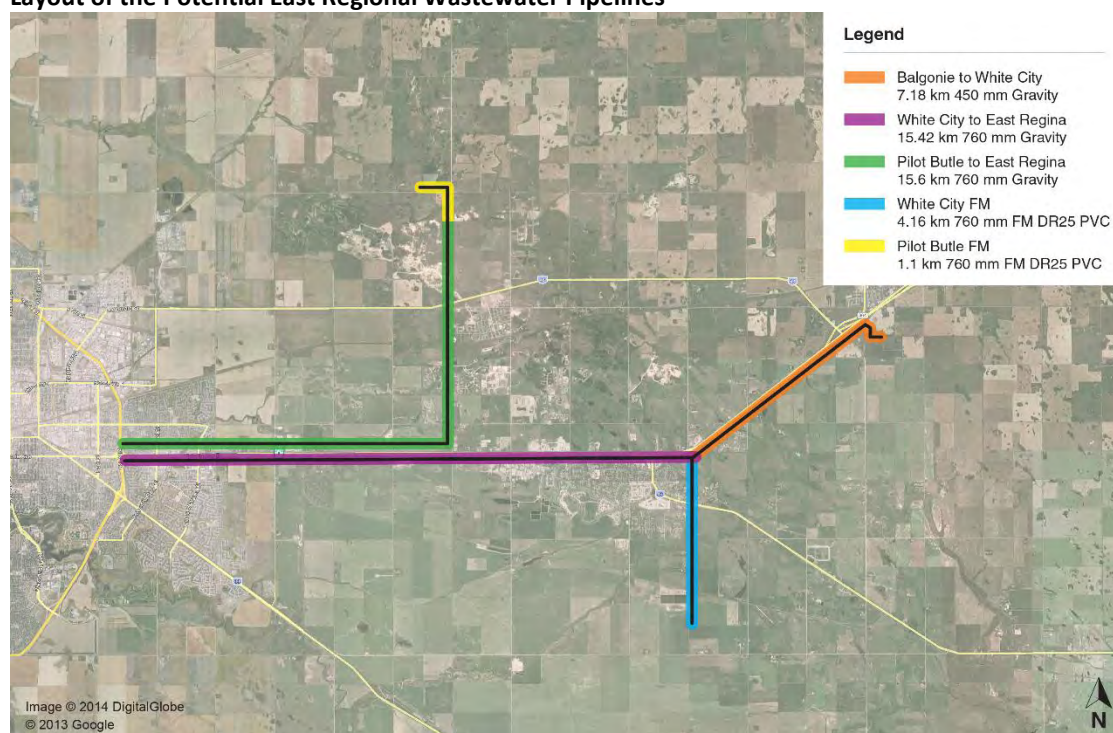 Layout of the Potential East Regional Wastewater Pipelines
Legend
Balgonie to White City
7.18 km 450 mm Gravity
White City to East Regina
15.42 km 760 mm Gravity
Pilot Butle to East Regina
15.6 km 760 mm Gravity
White City FM
4.16 km 760 mm FM DR25 PVC
Pilot Butle FM
1.1 km 760 mm FM DR25 PVC
Image © 2014 DigitalGlobe
© 2013 Google
N